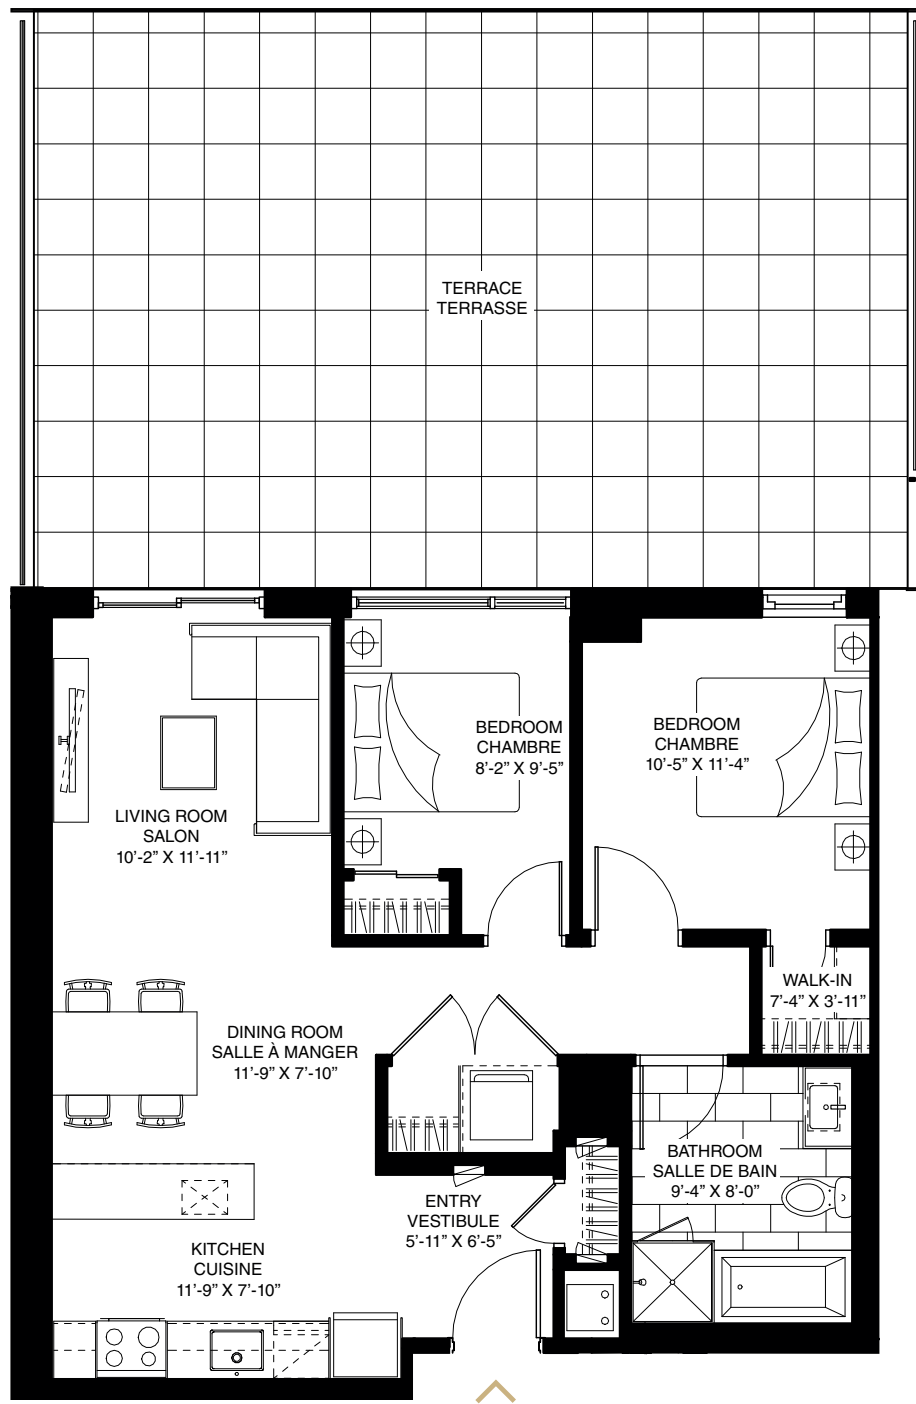 TERRACE
TERRASSE
BEDROOM
CHAMBRE
8’-2” X 9’-5”
BEDROOM
CHAMBRE
10’-5” X 11’-4”
LIVING ROOM
SALON
10’-2” X 11’-11”
WALK-IN
7’-4” X 3’-11”
DINING ROOM
SALLE À MANGER
11’-9” X 7’-10”
BATHROOM
SALLE DE BAIN
9’-4” X 8’-0”
ENTRY
VESTIBULE
5’-11” X 6’-5”
KITCHEN
CUISINE
11’-9” X 7’-10”